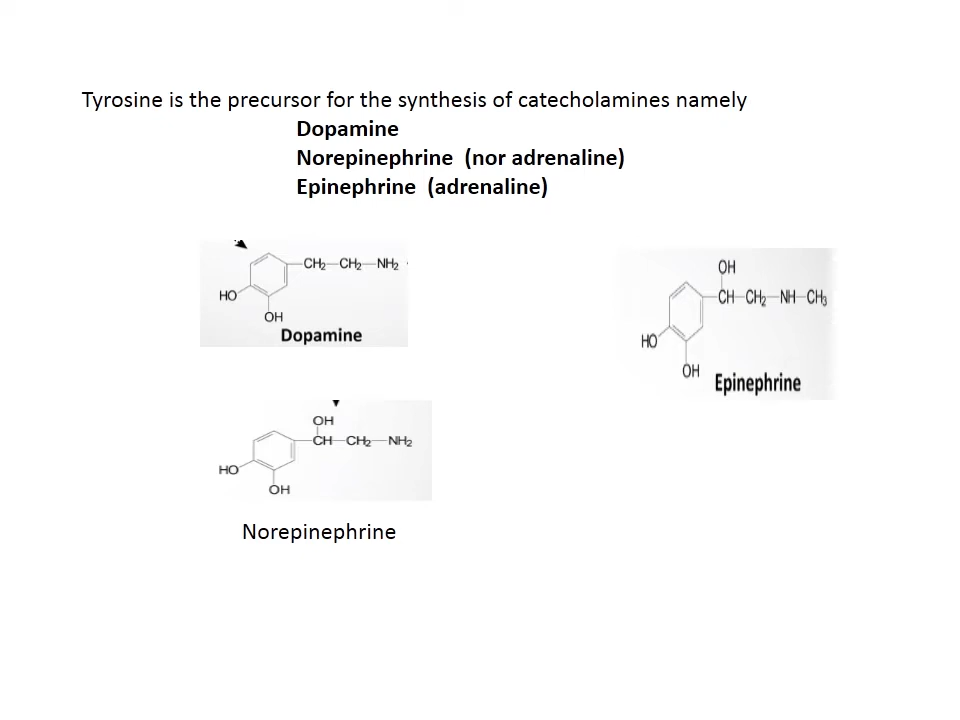 Tyrosine is the precursor for the synthesis of catecholamines namely
Dopamine
Norepinephrine (nor adrenaline)
Epinephrine (adrenaline)
CH₂ CH₂ NH₂
HO
OH
Dopamine
OH
CH CH₂ NH CH₃
HO
OH
Epinephrine
OH
CH CH₂ NH₂
HO
OH
Norepinephrine